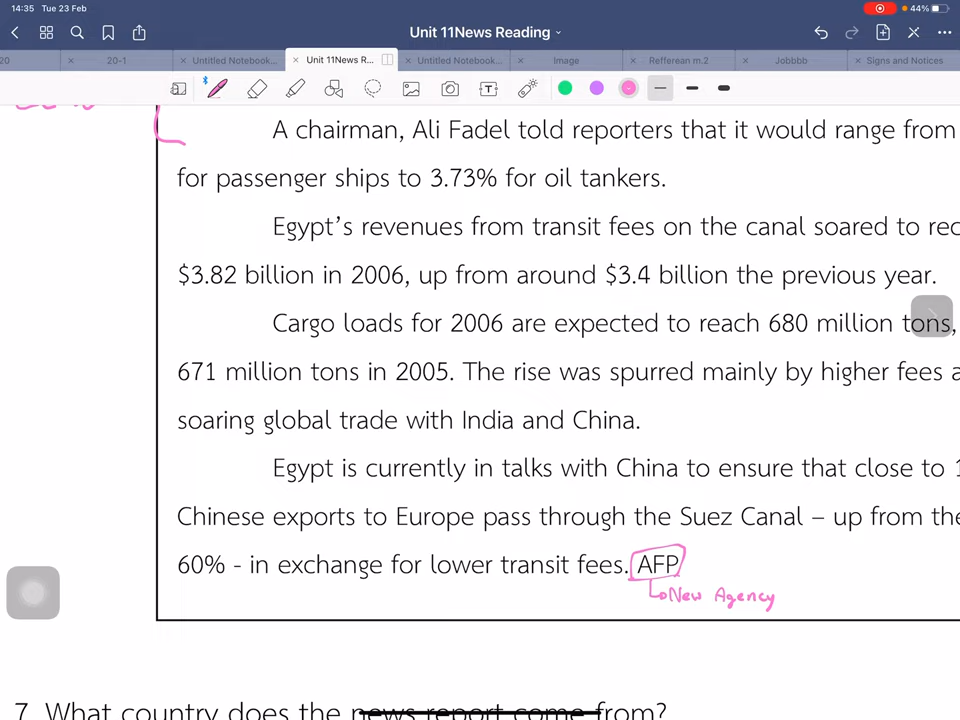 14:35 Tue 23 Feb
44%
Unit 11News Reading
20
20-1
Untitled Notebook...
Unit 11News R...
Untitled Notebook...
Image
Refferean m.2
Jobbbb
Signs and Notices
A chairman, Ali Fadel told reporters that it would range from
for passenger ships to 3.73% for oil tankers.
Egypt's revenues from transit fees on the canal soared to rec
$3.82 billion in 2006, up from around $3.4 billion the previous year.
Cargo loads for 2006 are expected to reach 680 million tons,
671 million tons in 2005. The rise was spurred mainly by higher fees a
soaring global trade with India and China.
Egypt is currently in talks with China to ensure that close to 1
Chinese exports to Europe pass through the Suez Canal – up from the
60% - in exchange for lower transit fees. AFP
New Agency
7. What country does the news report come from?